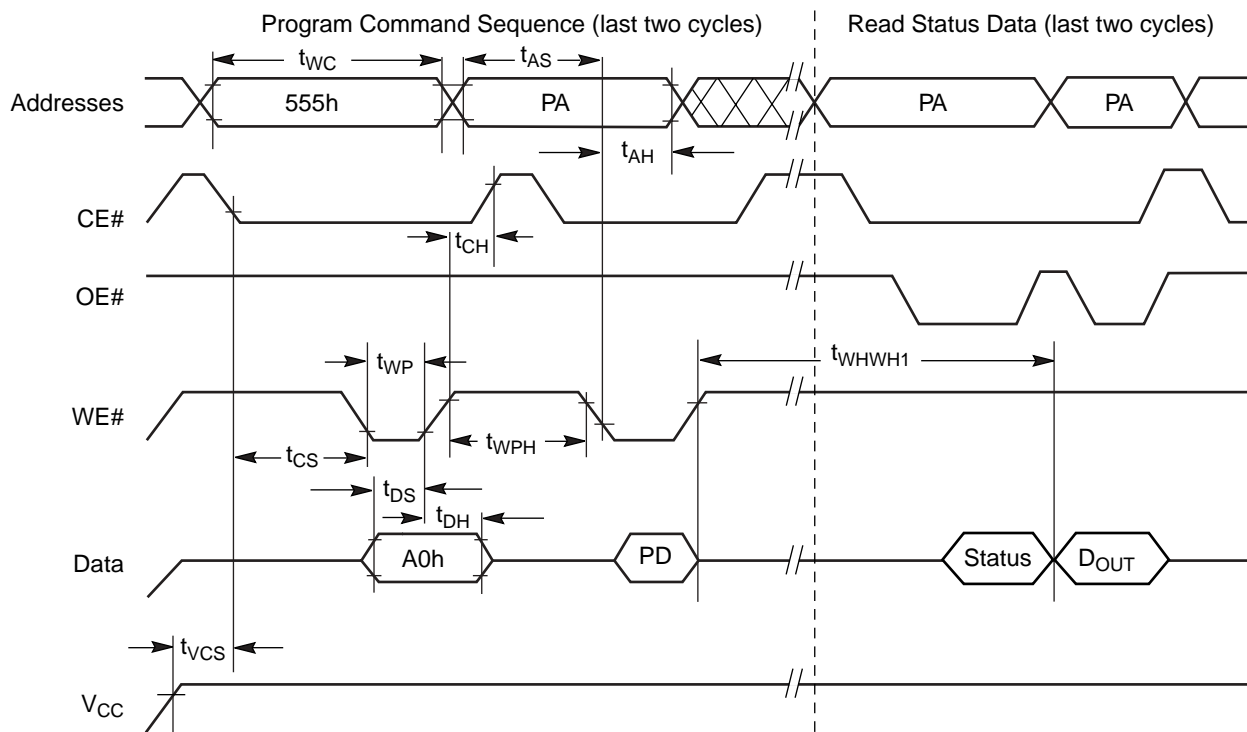 Program Command Sequence (last two cycles)
Read Status Data (last two cycles)
tWC
tAS
Addresses
555h
PA
PA
PA
tAH
CE#
tCH
OE#
tWP
tWHWH1
WE#
tCS
tWPH
tDS
tDH
Data
A0h
PD
Status
DOUT
tVCS
VCC